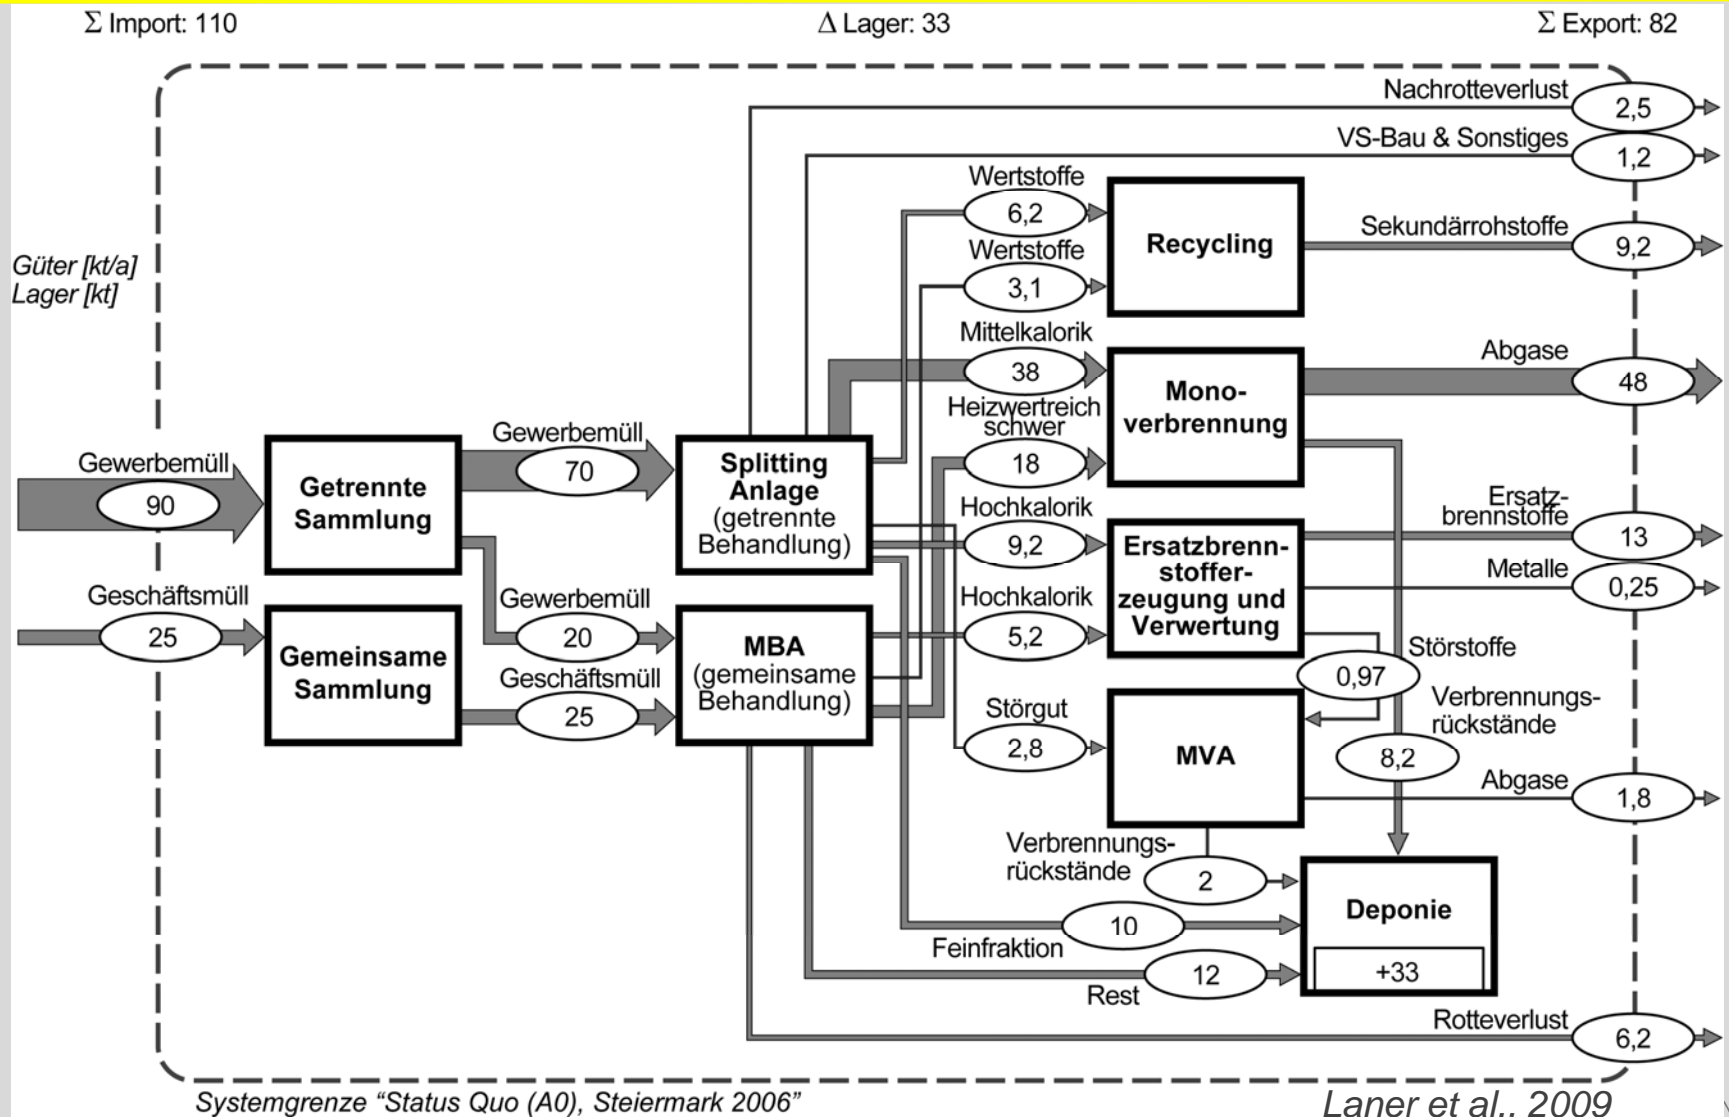 Σ Import: 110
Δ Lager: 33
Σ Export: 82
Nachrotteverlust
2,5
VS-Bau & Sonstiges
1,2
Wertstoffe
6,2
Recycling
Sekundärrohstoffe
9,2
Güter [kt/a]
Lager [kt]
Wertstoffe
3,1
Mittelkalorik
38
Mono-
verbrennung
Abgase
48
Heizwertreich
schwer
18
Gewerbemüll
90
Getrennte
Sammlung
Gewerbemüll
70
Splitting
Anlage
(getrennte
Behandlung)
Hochkalorik
9,2
Ersatzbrenn-
stoffer-
zeugung und
Verwertung
Ersatz-
brennstoffe
13
Metalle
0,25
Geschäftsmüll
25
Gemeinsame
Sammlung
Gewerbemüll
20
Geschäftsmüll
25
MBA
(gemeinsame
Behandlung)
Hochkalorik
5,2
Störstoffe
0,97
Verbrennungs-
rückstände
8,2
Störgut
2,8
MVA
Abgase
1,8
Verbrennungs-
rückstände
2
Deponie
+33
10
Feinfraktion
12
Rest
Rotteverlust
6,2
Systemgrenze “Status Quo (A0), Steiermark 2006”
Laner et al., 2009